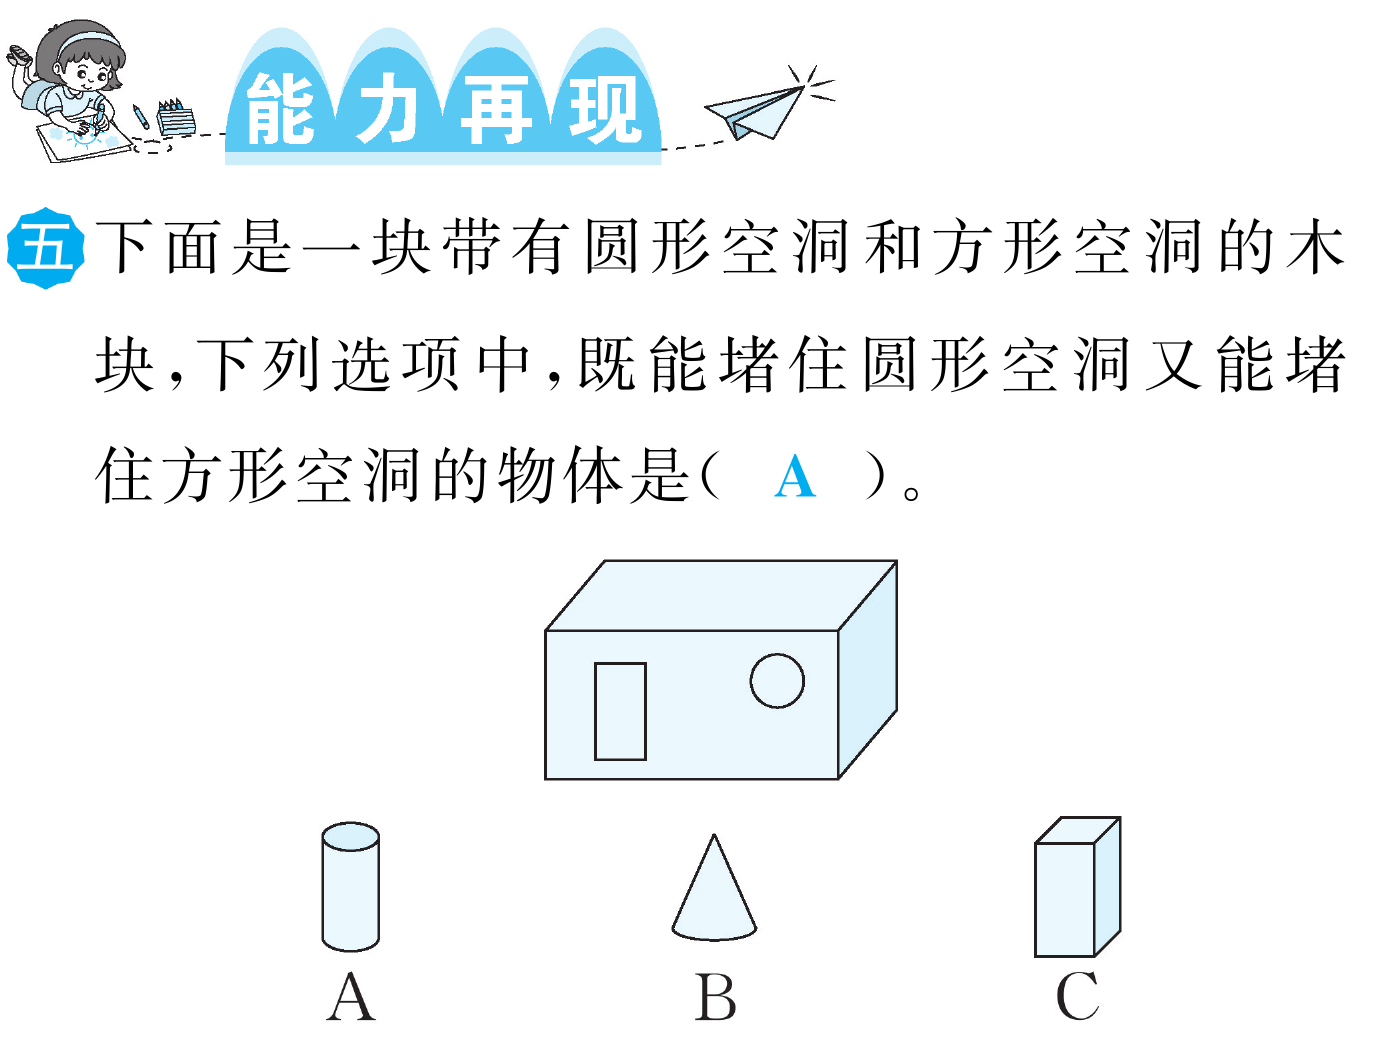 能力再现
五 下面是一块带有圆形空洞和方形空洞的木
块,下列选项中,既能堵住圆形空洞又能堵
住方形空洞的物体是( A )。
A B C